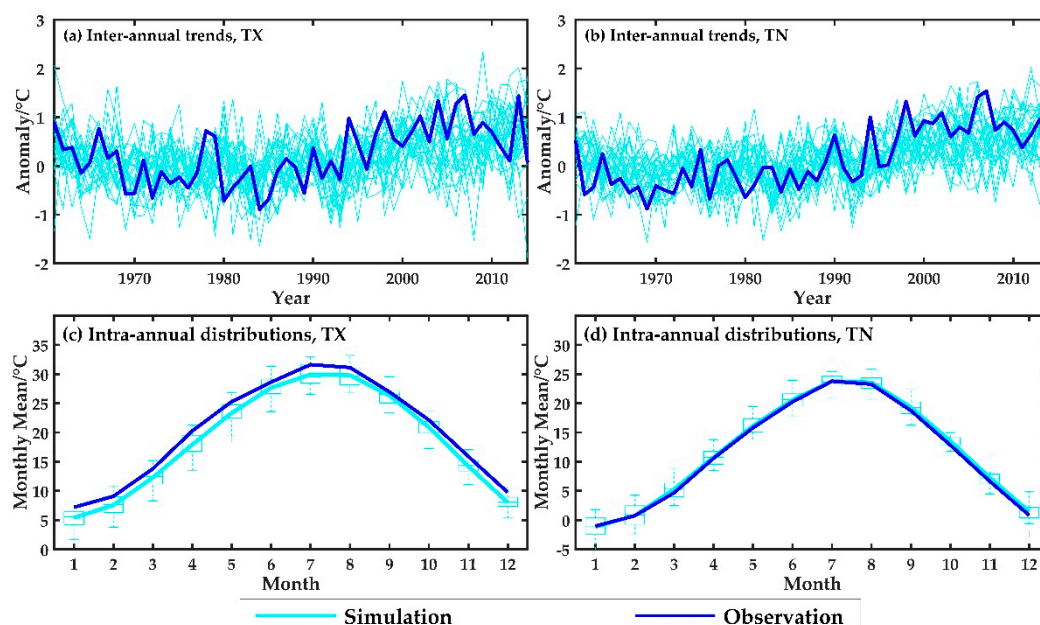 (a) Inter-annual trends, TX
Anomaly/°C
3
2
1
0
-1
-2
1970 1980 1990 2000 2010
Year
(b) Inter-annual trends, TN
Anomaly/°C
3
2
1
0
-1
-2
1970 1980 1990 2000 2010
Year
(c) Intra-annual distributions, TX
Monthly Mean/°C
35
30
25
20
15
10
5
0
1 2 3 4 5 6 7 8 9 10 11 12
Month
(d) Intra-annual distributions, TN
Monthly Mean/°C
35
30
25
20
15
10
5
0
-5
1 2 3 4 5 6 7 8 9 10 11 12
Month
Simulation Observation